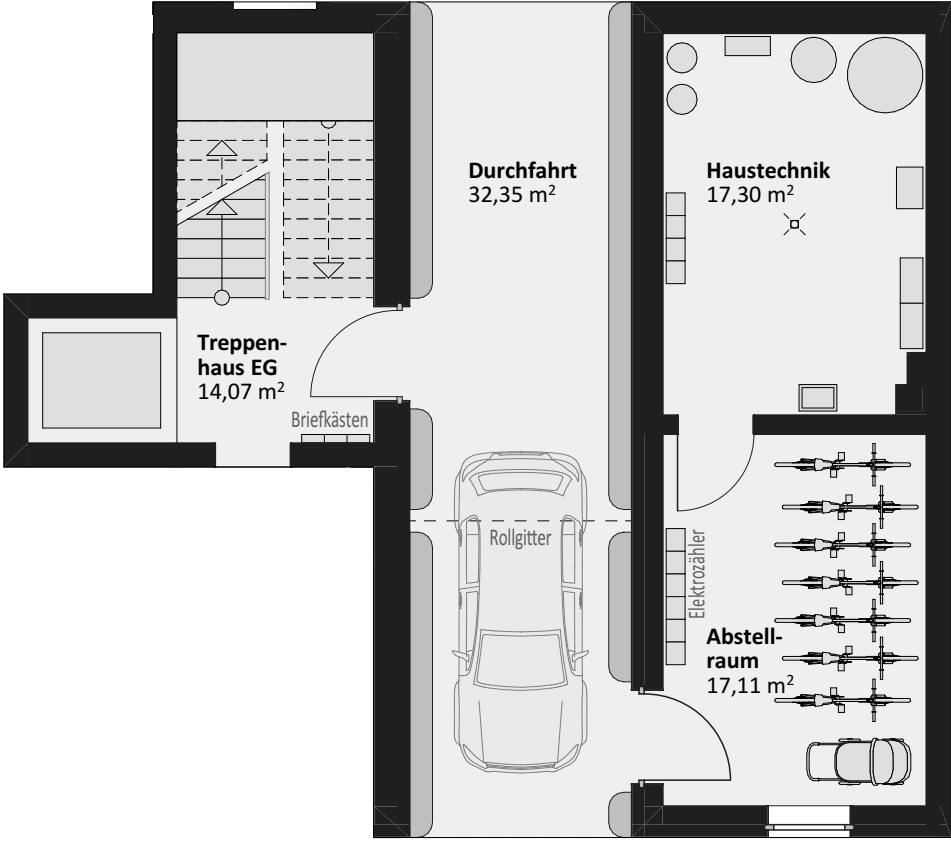 Durchfahrt
32,35 m²
Haustechnik
17,30 m²
Treppen-
haus EG
14,07 m²
Briefkästen
Rollgitter
Elektrozähler
Abstell-
raum
17,11 m²